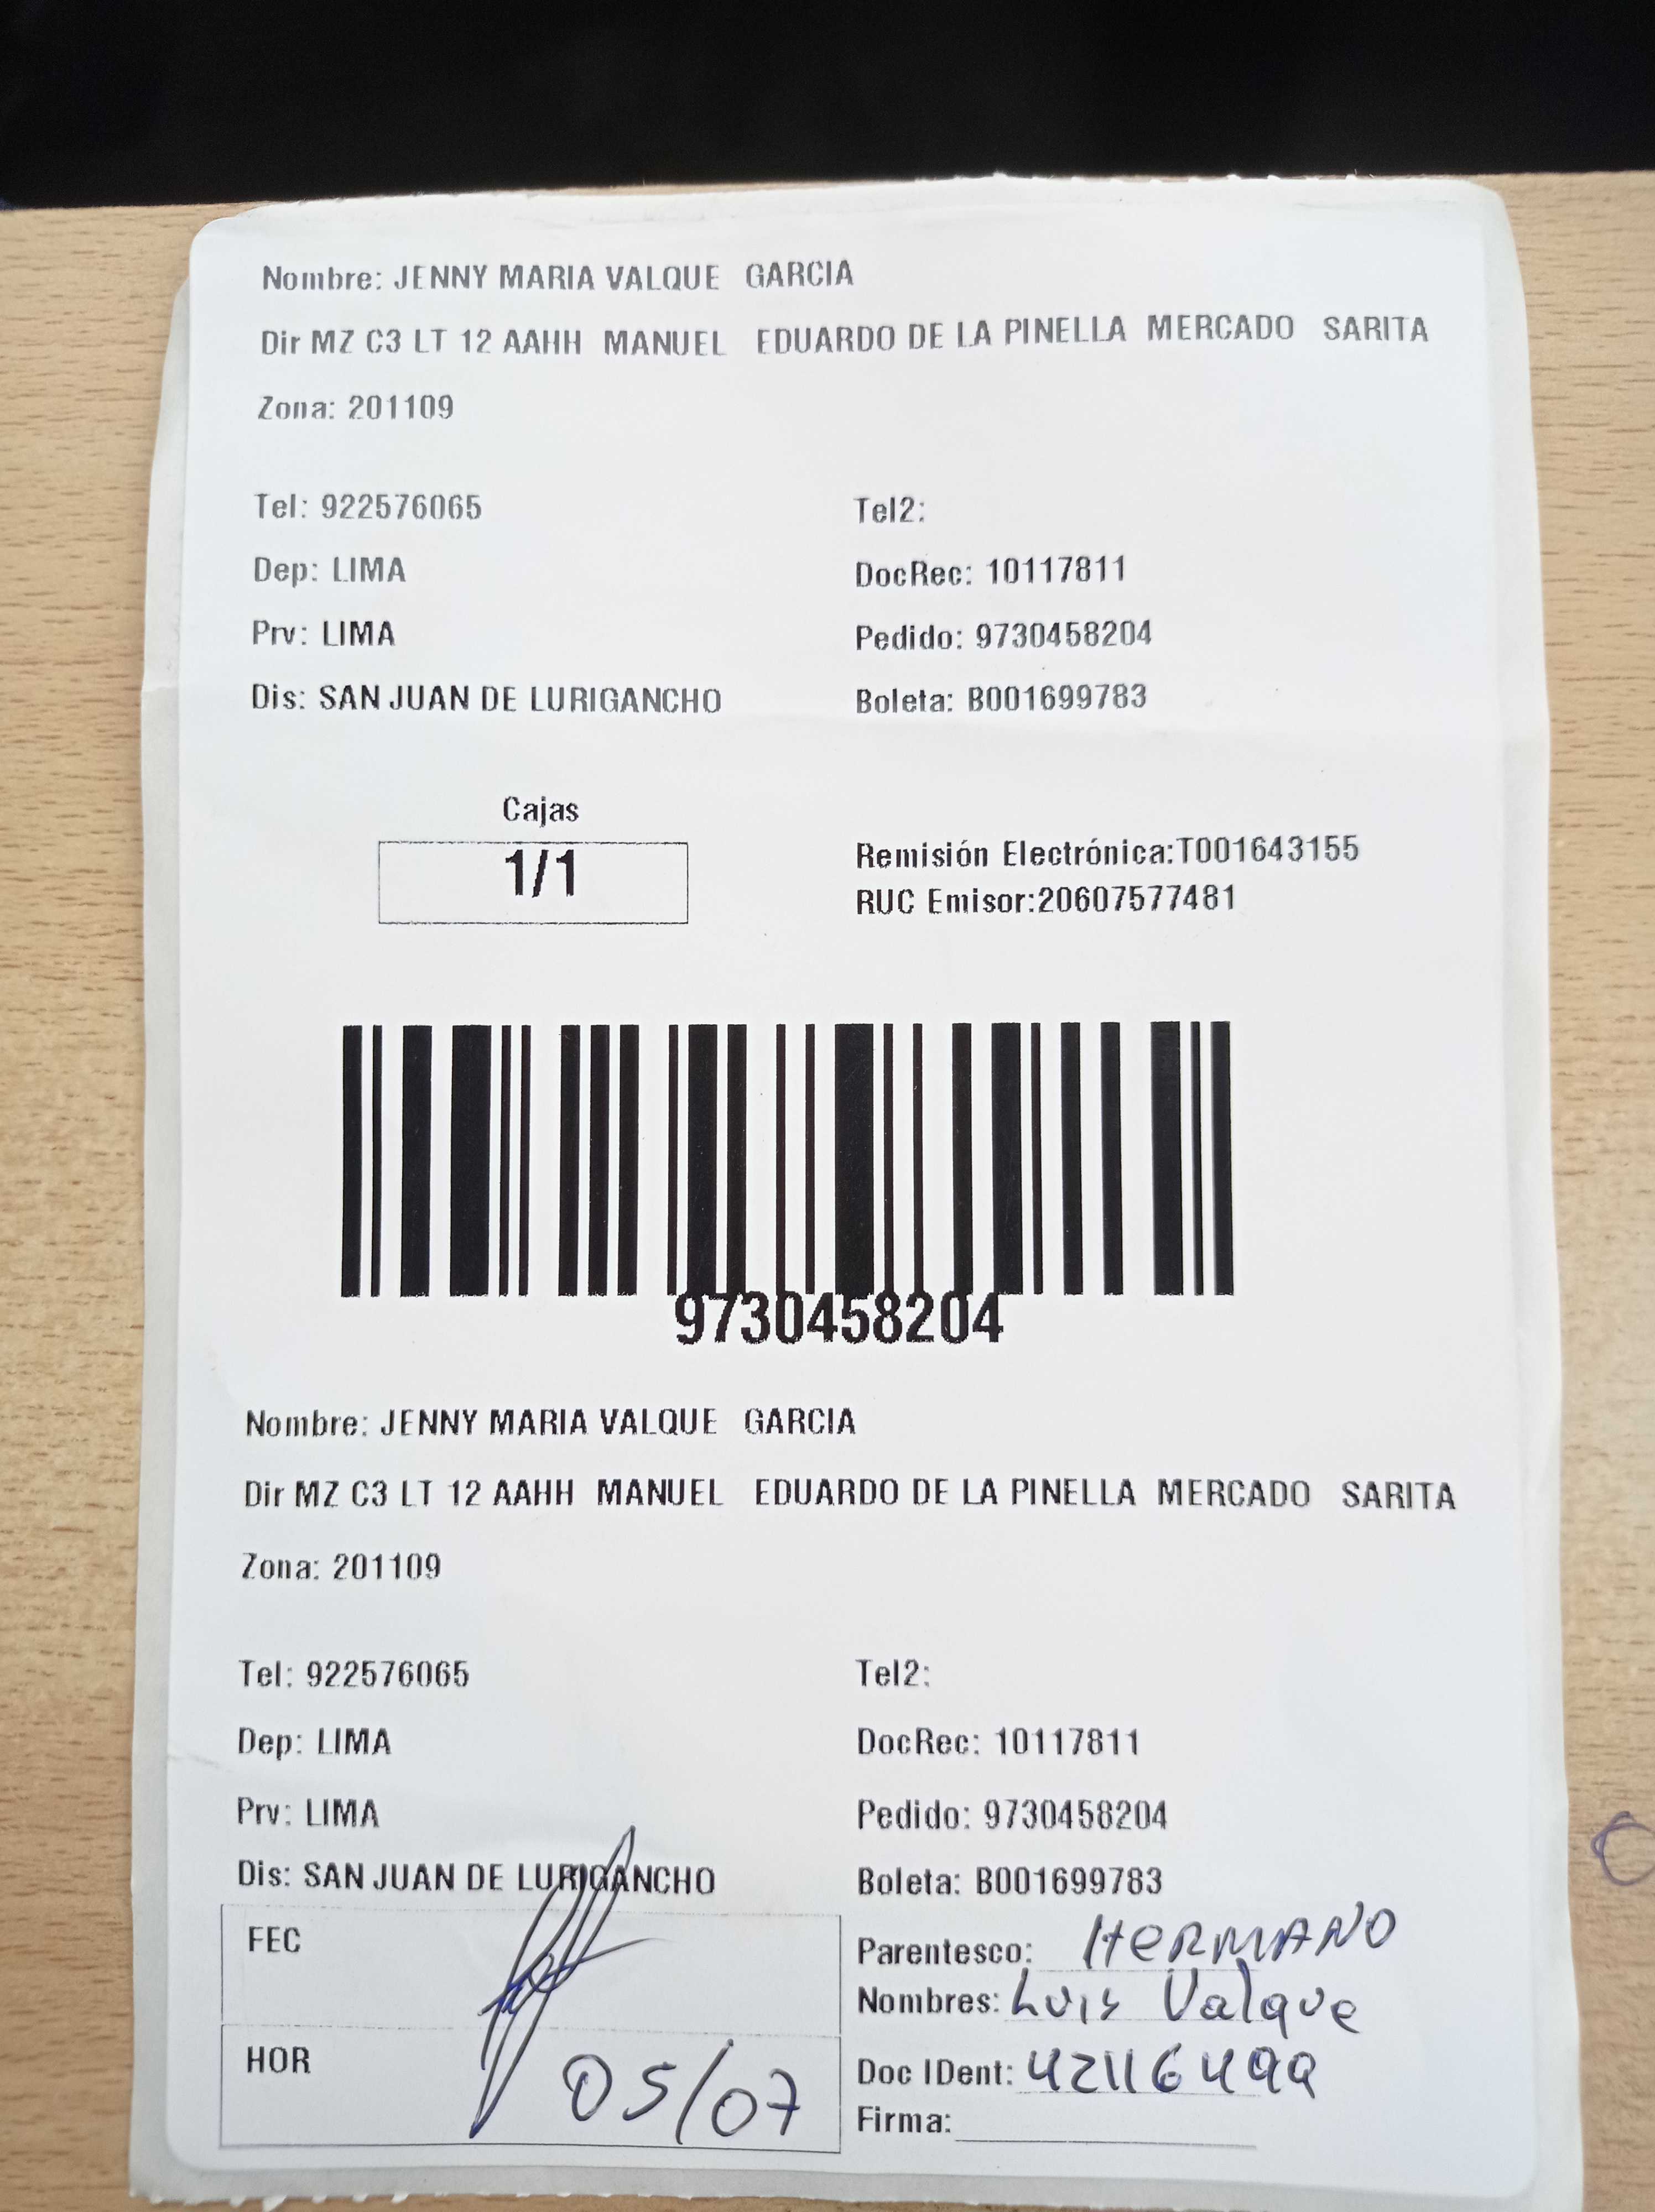 Nombre: JENNY MARIA VALQUE GARCIA
Dir MZ C3 LT 12 AAHH MANUEL EDUARDO DE LA PINELLA MERCADO SARITA
Zona: 201109
Tel: 922576065 Tel2:
Dep: LIMA DocRec: 10117811
Prv: LIMA Pedido: 9730458204
Dis: SAN JUAN DE LURIGANCHO Boleta: B001699783
Cajas
1/1
Remisión Electrónica:T001643155
RUC Emisor:20607577481
9730458204
Nombre: JENNY MARIA VALQUE GARCIA
Dir MZ C3 LT 12 AAHH MANUEL EDUARDO DE LA PINELLA MERCADO SARITA
Zona: 201109
Tel: 922576065 Tel2:
Dep: LIMA DocRec: 10117811
Prv: LIMA Pedido: 9730458204
Dis: SAN JUAN DE LURIGANCHO Boleta: B001699783
FEC
HOR 05/07
Parentesco: HERMANO
Nombres: Luis Valque
Doc IDent: 42116499
Firma: